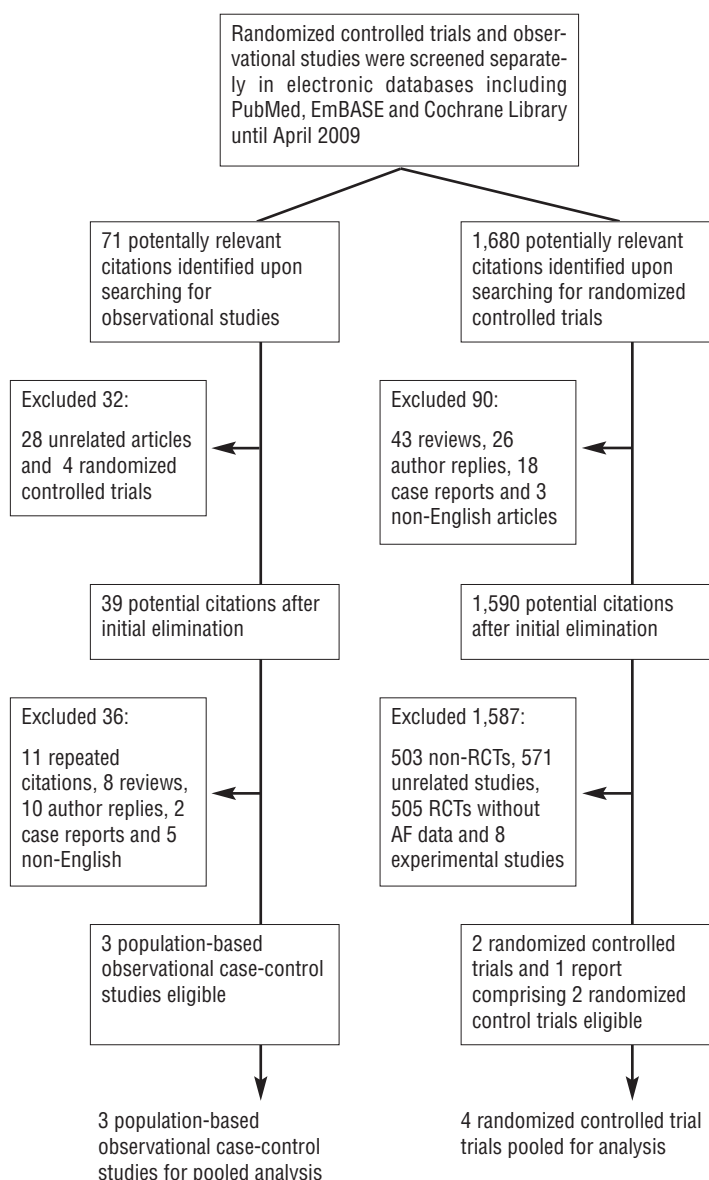 Randomized controlled trials and obser-
vational studies were screened separate-
ly in electronic databases including
PubMed, EmBASE and Cochrane Library
until April 2009
71 potentially relevant
citations identified upon
searching for
observational studies
1,680 potentially relevant
citations identified upon
searching for randomized
controlled trials
Excluded 32:
28 unrelated articles
and 4 randomized
controlled trials
Excluded 90:
43 reviews, 26
author replies, 18
case reports and 3
non-English articles
39 potential citations after
initial elimination
1,590 potential citations
after initial elimination
Excluded 36:
11 repeated
citations, 8 reviews,
10 author replies, 2
case reports and 5
non-English
Excluded 1,587:
503 non-RCTs, 571
unrelated studies,
505 RCTs without
AF data and 8
experimental studies
3 population-based
observational case-control
studies eligible
2 randomized controlled
trials and 1 report
comprising 2 randomized
control trials eligible
3 population-based
observational case-control
studies for pooled analysis
4 randomized controlled trial
trials pooled for analysis